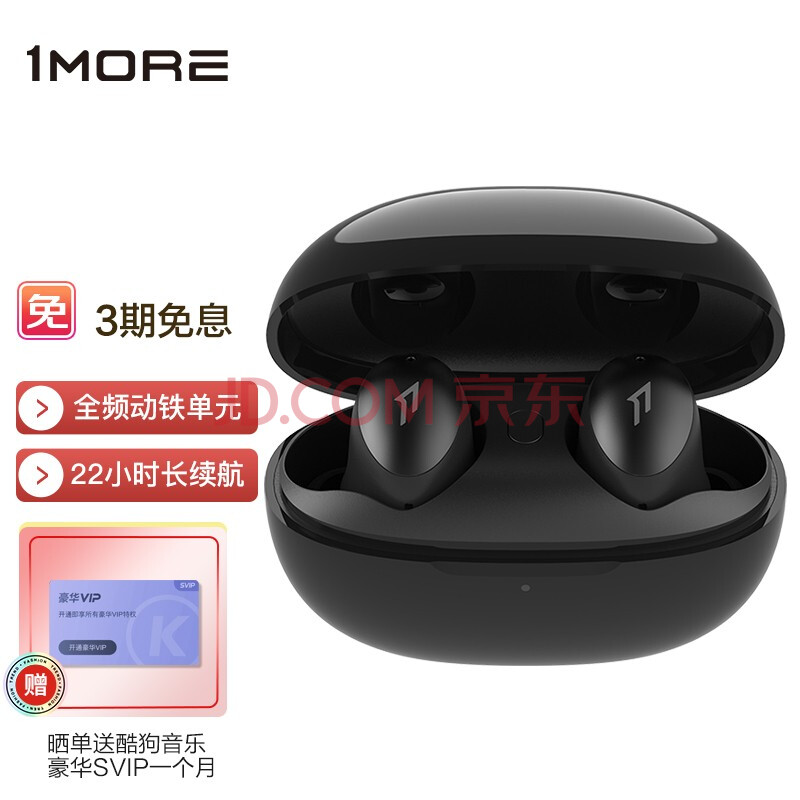 1MORE
免 3期免息
JD.COM 京东
> 全频动铁单元
> 22小时长续航
SVIP
豪华VIP
开通即享所有豪华VIP特权
K
开通豪华VIP
TREND FASHION TREND FASHION
赠
晒单送酷狗音乐
豪华SVIP一个月